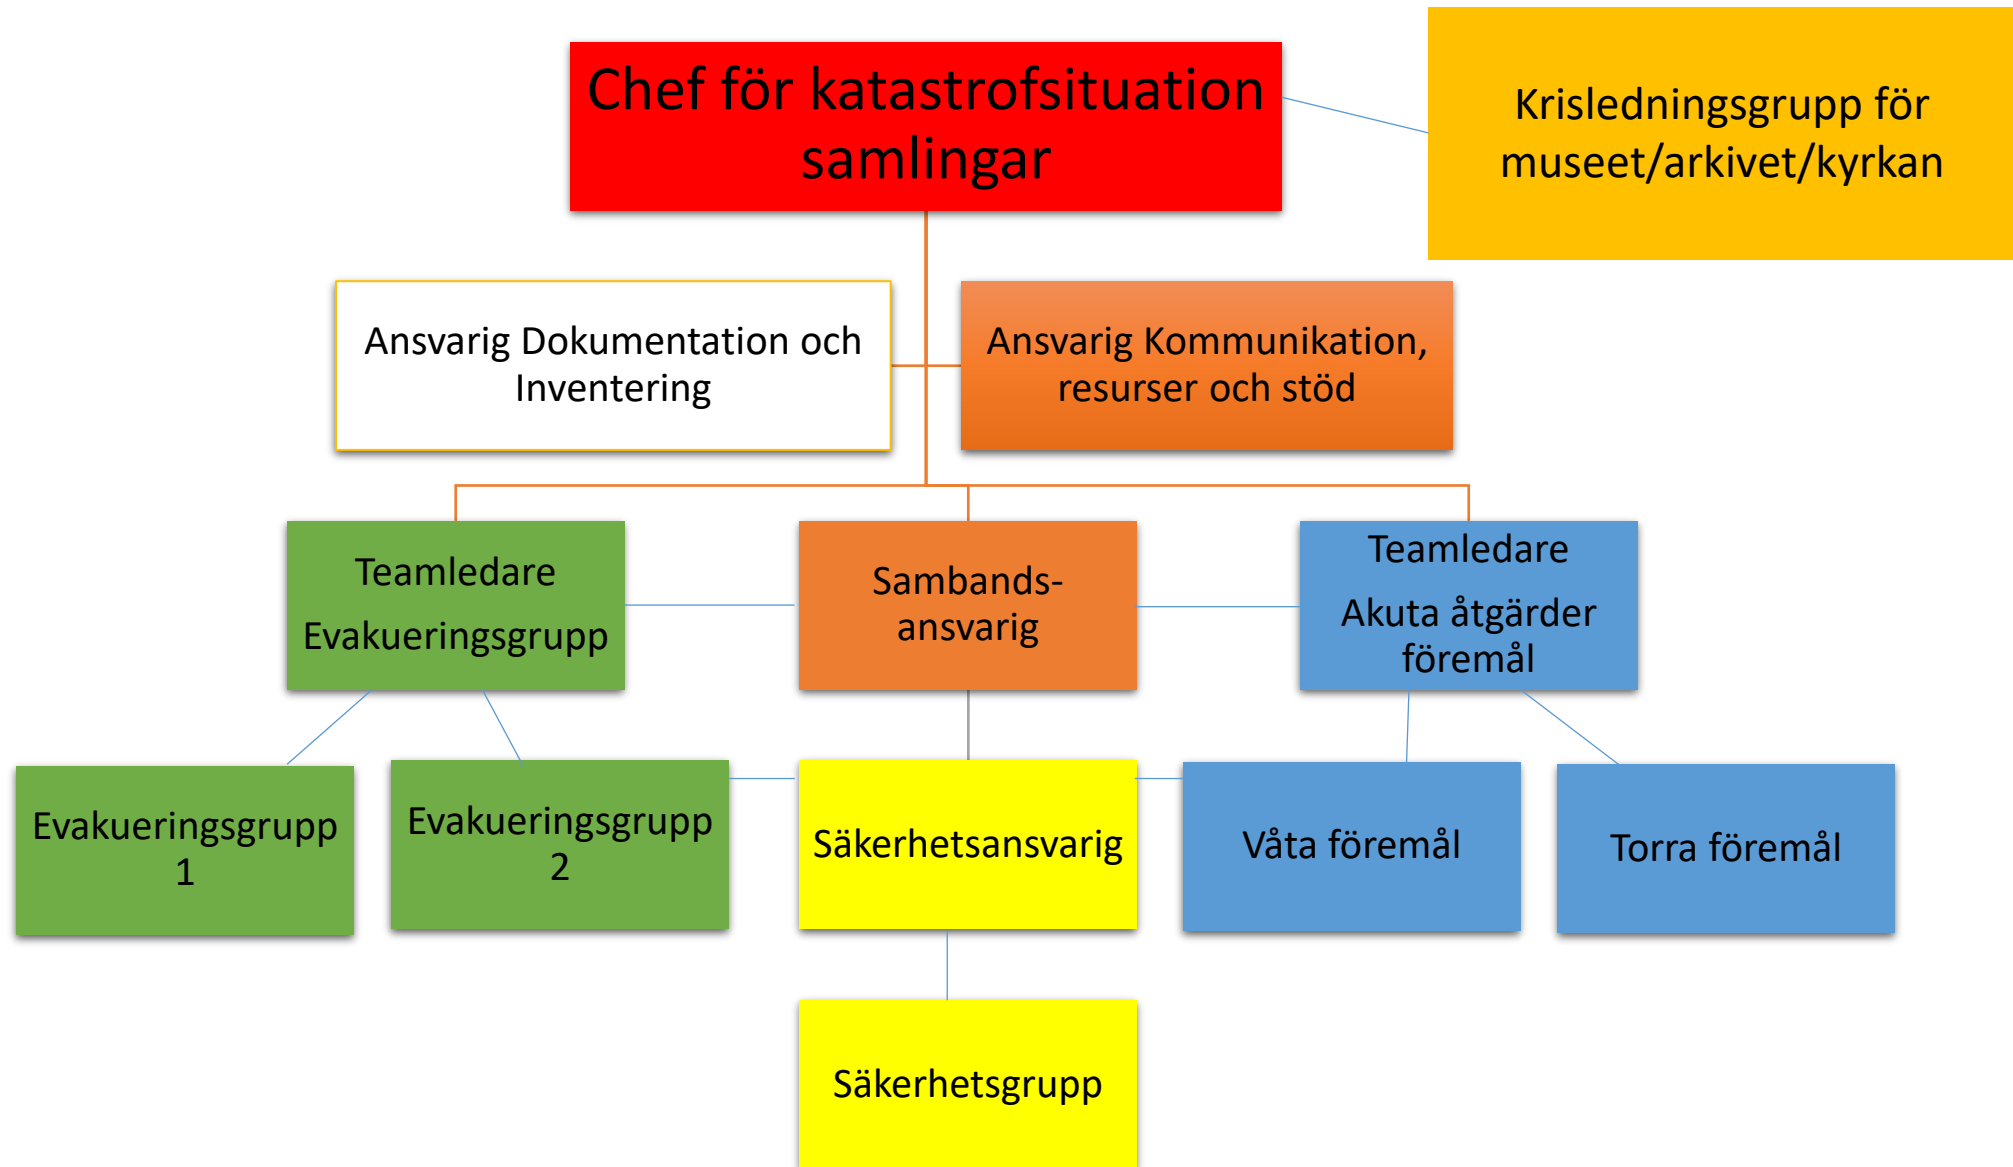 Chef för katastrofsituation
samlingar
Krisledningsgrupp för
museet/arkivet/kyrkan
Ansvarig Dokumentation och
Inventering
Ansvarig Kommunikation,
resurser och stöd
Teamledare
Evakueringsgrupp
Sambands-
ansvarig
Teamledare
Akuta åtgärder
föremål
Evakueringsgrupp
1
Evakueringsgrupp
2
Säkerhetsansvarig
Våta föremål
Torra föremål
Säkerhetsgrupp